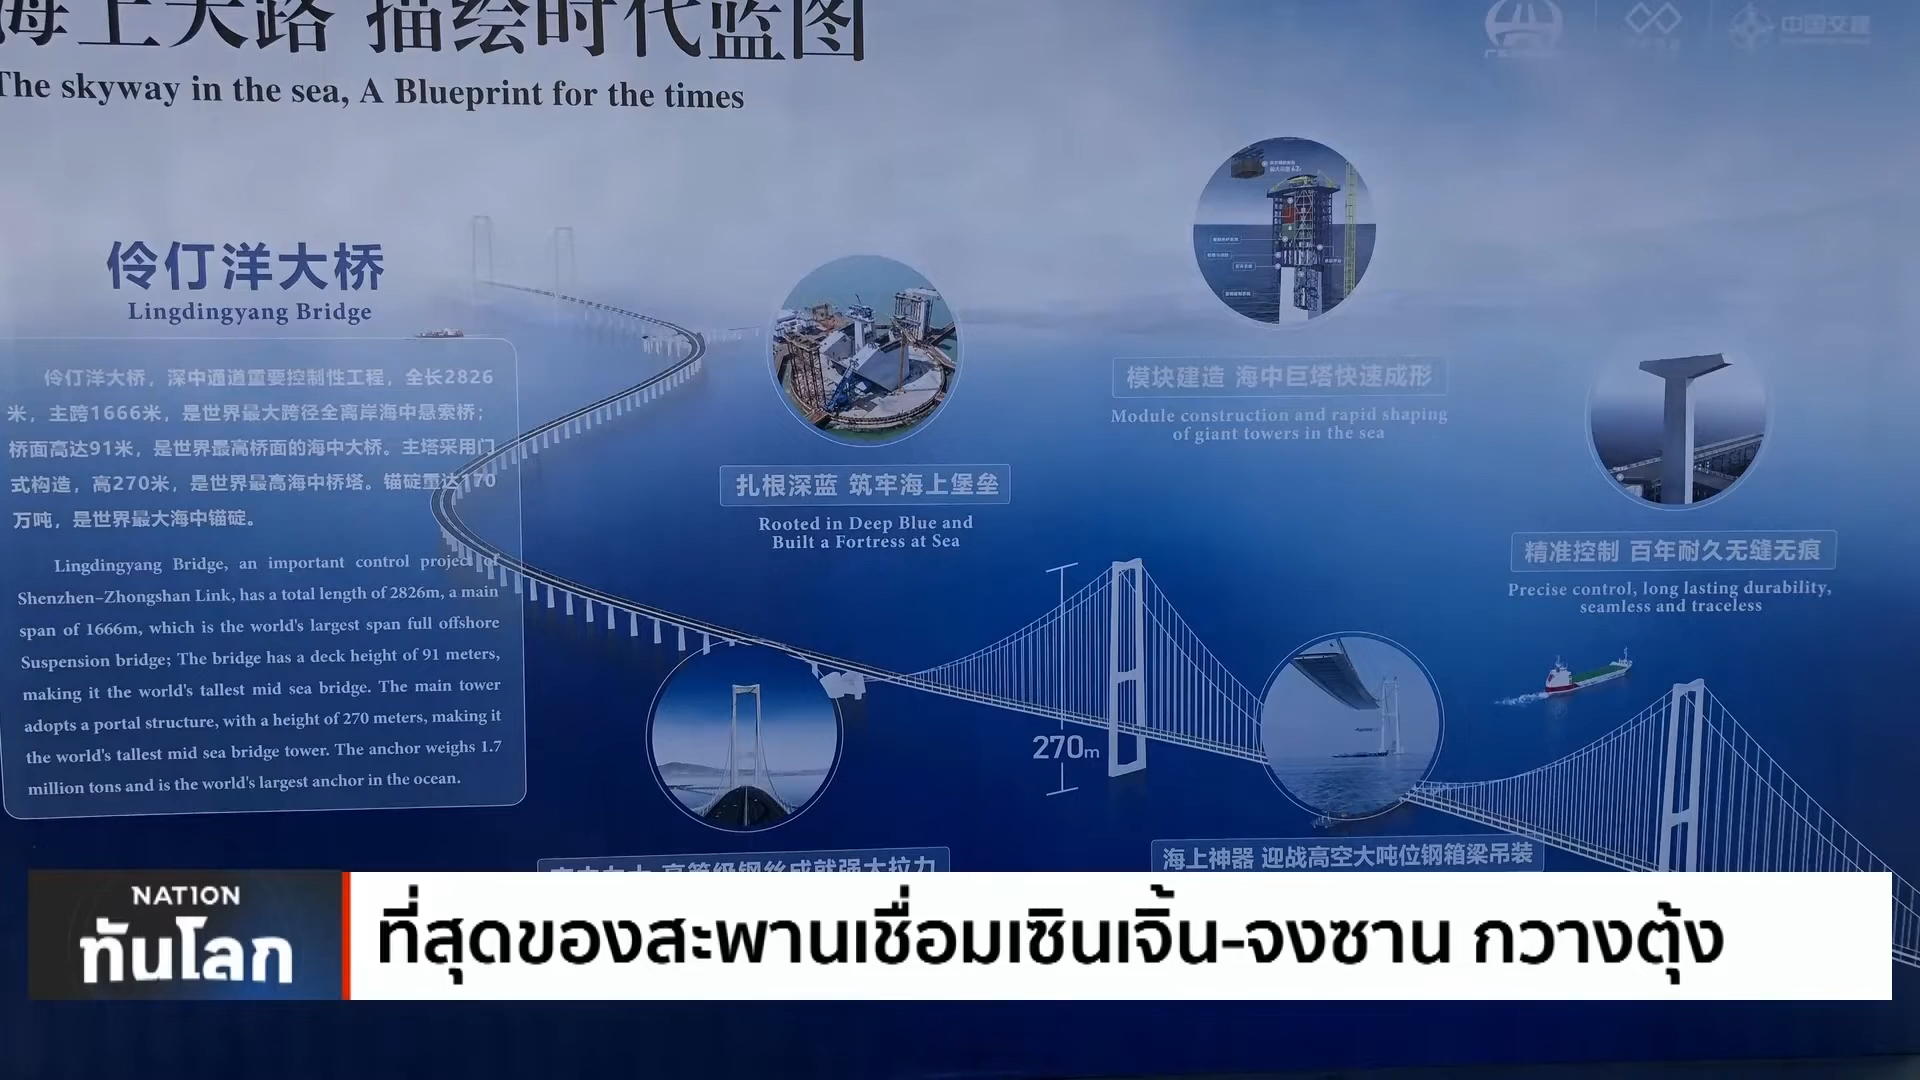 海上天路 描绘时代蓝图
The skyway in the sea, A Blueprint for the times
中国交建
伶仃洋大桥
Lingdingyang Bridge
伶仃洋大桥，深中通道重要控制性工程，全长2826
米，主跨1666米，是世界最大跨径全离岸海中悬索桥；
桥面高达91米，是世界最高桥面的海中大桥。主塔采用门
式构造，高270米，是世界最高海中桥塔。锚碇重达170
万吨，是世界最大海中锚碇。
Lingdingyang Bridge, an important control project of
Shenzhen-Zhongshan Link, has a total length of 2826m, a main
span of 1666m, which is the world's largest span full offshore
Suspension bridge; The bridge has a deck height of 91 meters,
making it the world's tallest mid sea bridge. The main tower
adopts a portal structure, with a height of 270 meters, making it
the world's tallest mid sea bridge tower. The anchor weighs 1.7
million tons and is the world's largest anchor in the ocean.
扎根深蓝 筑牢海上堡垒
Rooted in Deep Blue and
Built a Fortress at Sea
模块建造 海中巨塔快速成形
Module construction and rapid shaping
of giant towers in the sea
精准控制 百年耐久无缝无痕
Precise control, long lasting durability,
seamless and traceless
270m
高等级钢丝成就强大拉力
海上神器 迎战高空大吨位钢箱梁吊装
NATION
ทันโลก
ที่สุดของสะพานเชื่อมเซินเจิ้น-จงซาน กวางตุ้ง